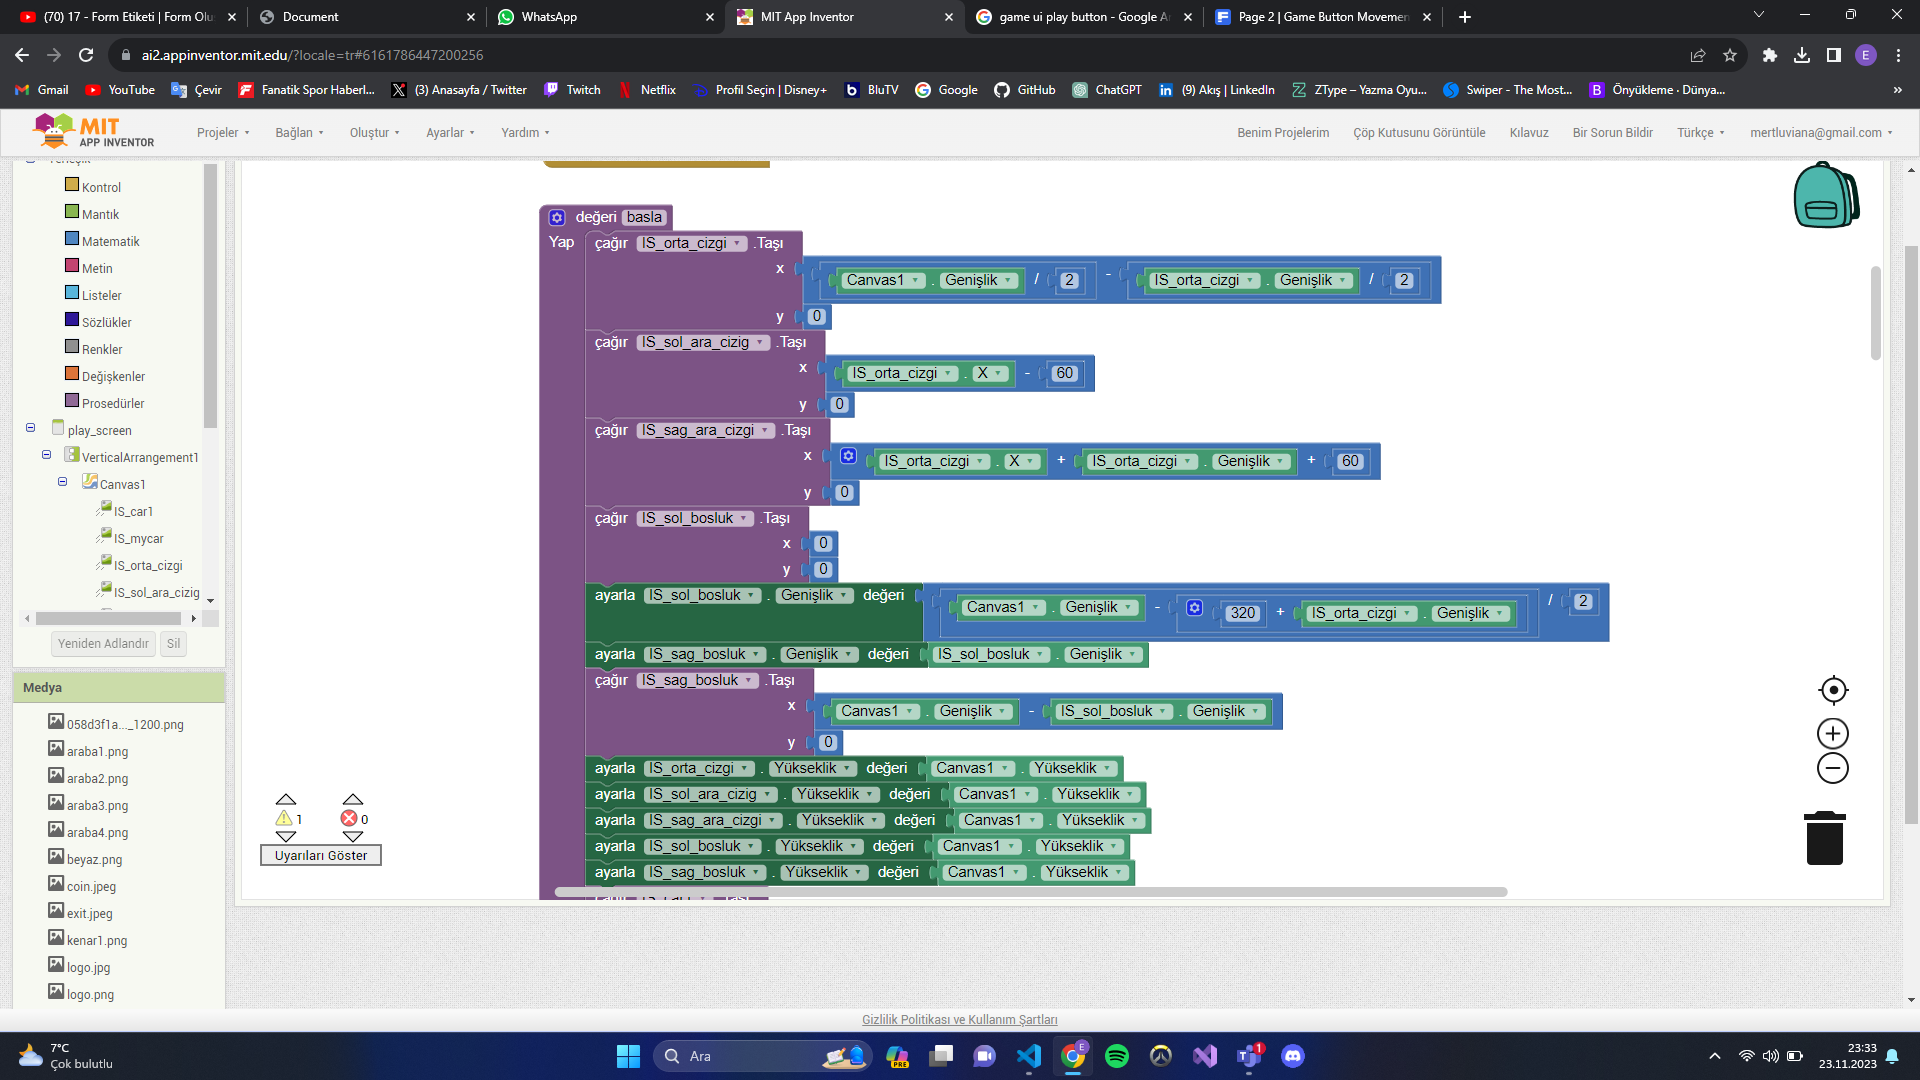 (70) 17 - Form Etiketi | Form Olu
Document
WhatsApp
MIT App Inventor
game ui play button - Google Ar
Page 2 | Game Button Movemen
ai2.appinventor.mit.edu/?locale=tr#6161786447200256
E
Gmail
YouTube
Çevir
Fanatik Spor Haberl...
(3) Anasayfa / Twitter
Twitch
Netflix
Profil Seçin | Disney+
BluTV
Google
GitHub
ChatGPT
(9) Akış | LinkedIn
ZType – Yazma Oyu...
Swiper - The Most...
Önyükleme · Dünya...
»
MIT
APP INVENTOR
Projeler
Bağlan
Oluştur
Ayarlar
Yardım
Benim Projelerim
Çöp Kutusunu Görüntüle
Kılavuz
Bir Sorun Bildir
Türkçe
mertluviana@gmail.com
Kontrol
Mantık
Matematik
Metin
Listeler
Sözlükler
Renkler
Değişkenler
Prosedürler
play_screen
VerticalArrangement1
Canvas1
IS_car1
IS_mycar
IS_orta_cizgi
IS_sol_ara_cizig
Yeniden Adlandır
Sil
Medya
058d3f1a..._1200.png
araba1.png
araba2.png
araba3.png
araba4.png
beyaz.png
coin.jpeg
exit.jpeg
kenar1.png
logo.jpg
logo.png
değeri basla
Yap
çağır IS_orta_cizgi .Taşı
x Canvas1 . Genişlik / 2 - IS_orta_cizgi . Genişlik / 2
y 0
çağır IS_sol_ara_cizig .Taşı
x IS_orta_cizgi . X - 60
y 0
çağır IS_sag_ara_cizgi .Taşı
x IS_orta_cizgi . X + IS_orta_cizgi . Genişlik + 60
y 0
çağır IS_sol_bosluk .Taşı
x 0
y 0
ayarla IS_sol_bosluk . Genişlik değeri Canvas1 . Genişlik - 320 + IS_orta_cizgi . Genişlik / 2
ayarla IS_sag_bosluk . Genişlik değeri IS_sol_bosluk . Genişlik
çağır IS_sag_bosluk .Taşı
x Canvas1 . Genişlik - IS_sol_bosluk . Genişlik
y 0
ayarla IS_orta_cizgi . Yükseklik değeri Canvas1 . Yükseklik
ayarla IS_sol_ara_cizig . Yükseklik değeri Canvas1 . Yükseklik
ayarla IS_sag_ara_cizgi . Yükseklik değeri Canvas1 . Yükseklik
ayarla IS_sol_bosluk . Yükseklik değeri Canvas1 . Yükseklik
ayarla IS_sag_bosluk . Yükseklik değeri Canvas1 . Yükseklik
1
0
Uyarıları Göster
Gizlilik Politikası ve Kullanım Şartları
7°C
Çok bulutlu
Ara
PRE
E
1
23:33
23.11.2023